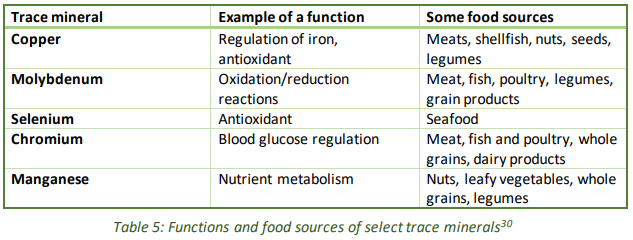 Trace mineral Example of a function Some food sources
Copper Regulation of iron, Meats, shellfish, nuts, seeds,
antioxidant legumes
Molybdenum Oxidation/reduction Meat, fish, poultry, legumes,
reactions grain products
Selenium Antioxidant Seafood
Chromium Blood glucose regulation Meat, fish and poultry, whole
grains, dairy products
Manganese Nutrient metabolism Nuts, leafy vegetables, whole
grains, legumes
Table 5: Functions and food sources of select trace minerals30